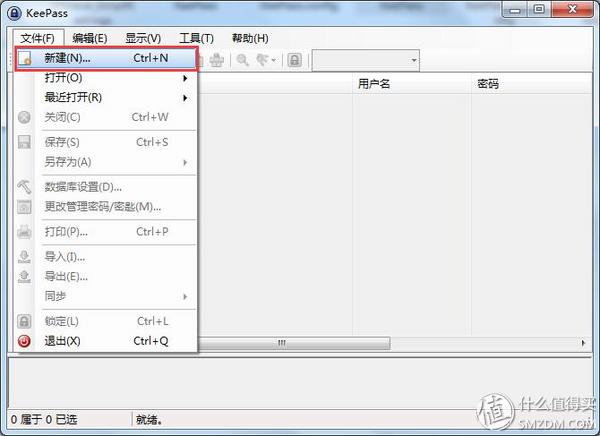 KeePass
文件(F) 编辑(E) 显示(V) 工具(T) 帮助(H)
新建(N)... Ctrl+N
打开(O)
最近打开(R)
关闭(C) Ctrl+W
保存(S) Ctrl+S
另存为(A)
数据库设置(D)...
更改管理密码/密匙(M)...
打印(P)... Ctrl+P
导入(I)...
导出(E)...
同步
锁定(L) Ctrl+L
退出(X) Ctrl+Q
用户名 密码
0 属于 0 已选 就绪。
值 什么值得买
SMZDM.COM